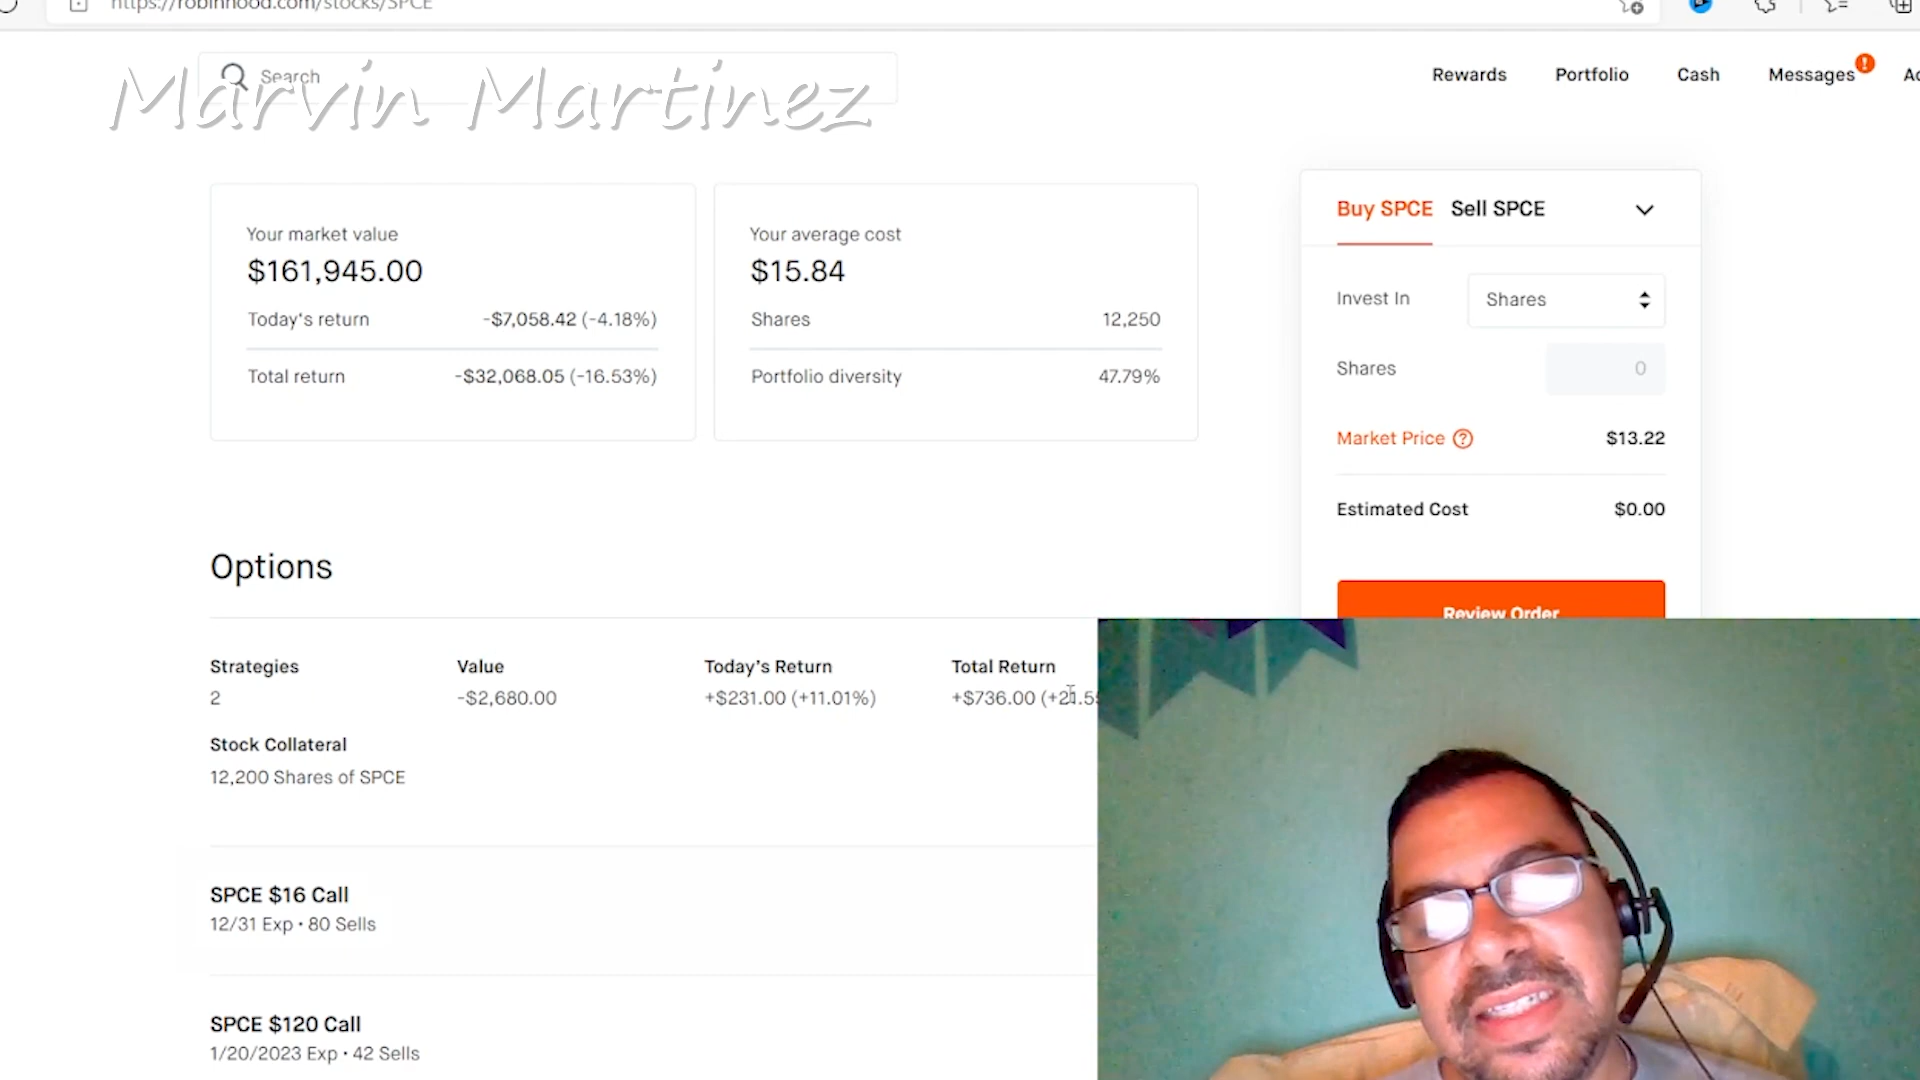 https://robinhood.com/stocks/SPCE
Search
Marvin Martinez
Rewards
Portfolio
Cash
Messages
!
Your market value
$161,945.00
Today's return -$7,058.42 (-4.18%)
Total return -$32,068.05 (-16.53%)
Your average cost
$15.84
Shares 12,250
Portfolio diversity 47.79%
Buy SPCE Sell SPCE
Invest In Shares
Shares 0
Market Price ? $13.22
Estimated Cost $0.00
Review Order
Options
Strategies Value Today's Return Total Return
2 -$2,680.00 +$231.00 (+11.01%) +$736.00
Stock Collateral
12,200 Shares of SPCE
SPCE $16 Call
12/31 Exp • 80 Sells
SPCE $120 Call
1/20/2023 Exp • 42 Sells